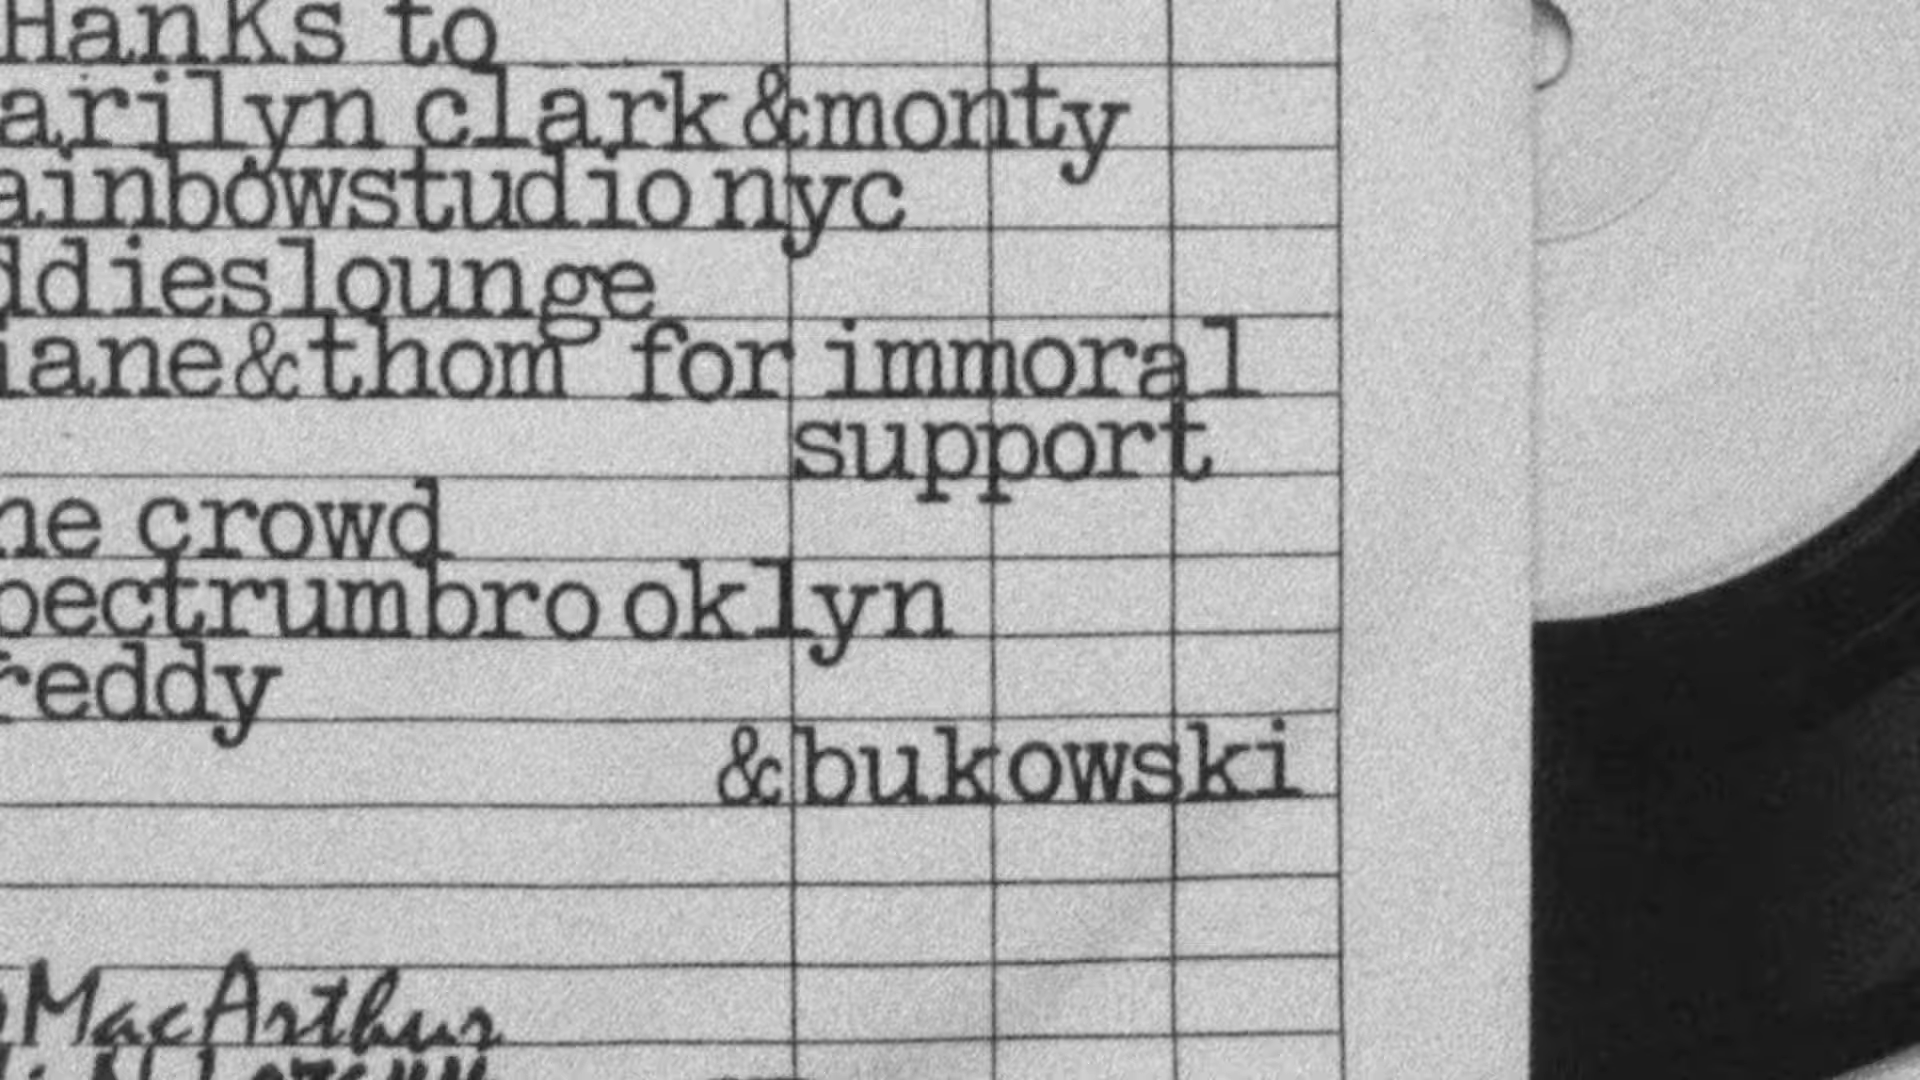 Hanks to
arilyn clark &monty
ainbowstudio nyc
ddieslounge
iane&thom for immoral
support
he crowd
pectrumbro oklyn
reddy
&bukowski
MacArthur